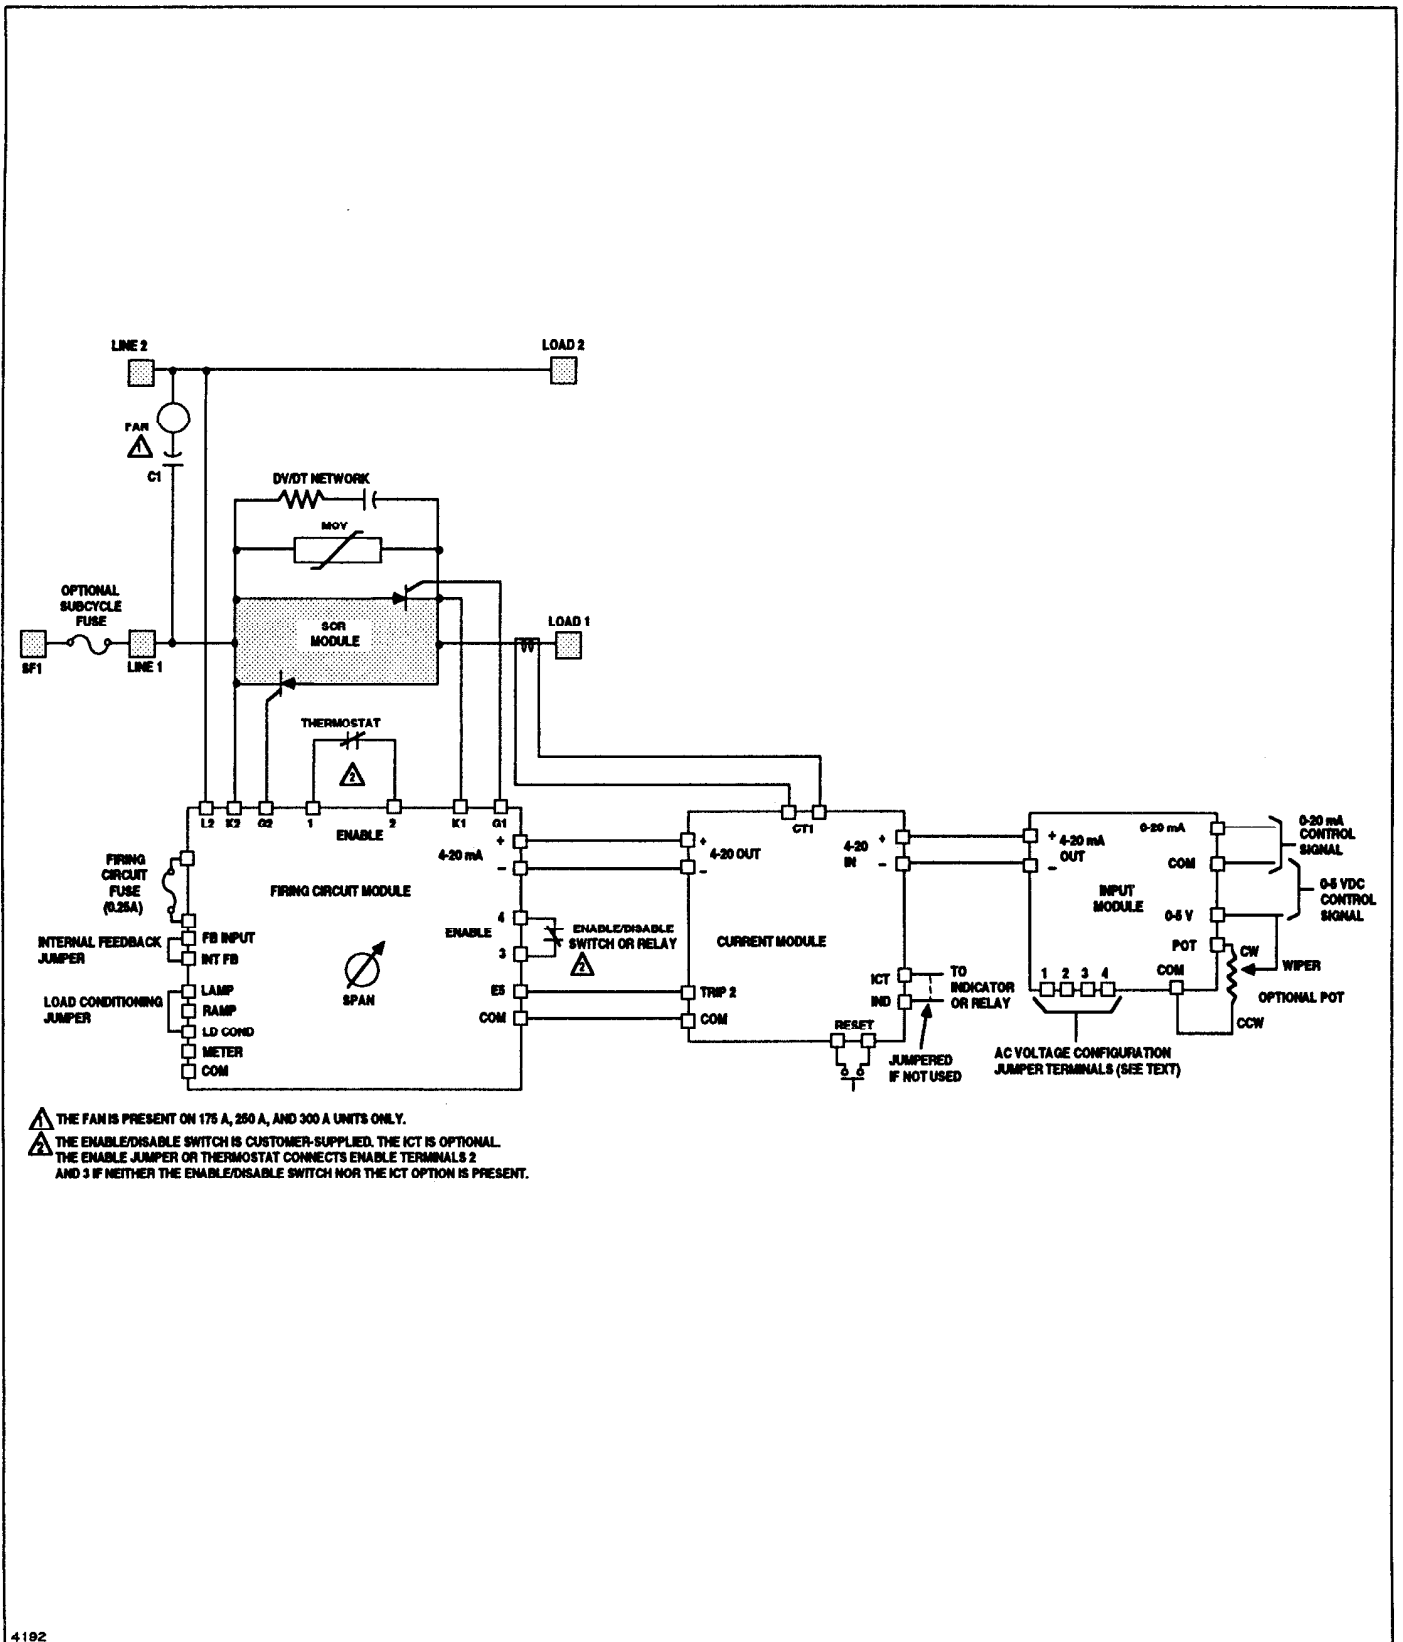 LINE 2
LOAD 2
FAN
1
C1
DV/DT NETWORK
MOV
OPTIONAL
SUBCYCLE
FUSE
SCR
MODULE
LOAD 1
SF1
LINE 1
THERMOSTAT
2
L2 K2 G2 1 2 K1 G1
ENABLE
CT1
+
4-20 mA
−
+
4-20 OUT
−
4-20
IN
+
−
+
4-20 mA
OUT
−
0-20 mA
COM
0-20 mA
CONTROL
SIGNAL
FIRING
CIRCUIT
FUSE
(0.25A)
FIRING CIRCUIT MODULE
INPUT
MODULE
0-5 V
0-5 VDC
CONTROL
SIGNAL
4
ENABLE
3
ENABLE/DISABLE
SWITCH OR RELAY
2
CURRENT MODULE
INTERNAL FEEDBACK
JUMPER
FB INPUT
INT FB
SPAN
POT
COM
CW
WIPER
OPTIONAL POT
CCW
1 2 3 4
LOAD CONDITIONING
JUMPER
LAMP
RAMP
LD COND
METER
COM
E5
COM
TRIP 2
COM
ICT
IND
TO
INDICATOR
OR RELAY
RESET
JUMPERED
IF NOT USED
AC VOLTAGE CONFIGURATION
JUMPER TERMINALS (SEE TEXT)
1 THE FAN IS PRESENT ON 175 A, 250 A, AND 300 A UNITS ONLY.
2 THE ENABLE/DISABLE SWITCH IS CUSTOMER-SUPPLIED. THE ICT IS OPTIONAL.
THE ENABLE JUMPER OR THERMOSTAT CONNECTS ENABLE TERMINALS 2
AND 3 IF NEITHER THE ENABLE/DISABLE SWITCH NOR THE ICT OPTION IS PRESENT.
4192